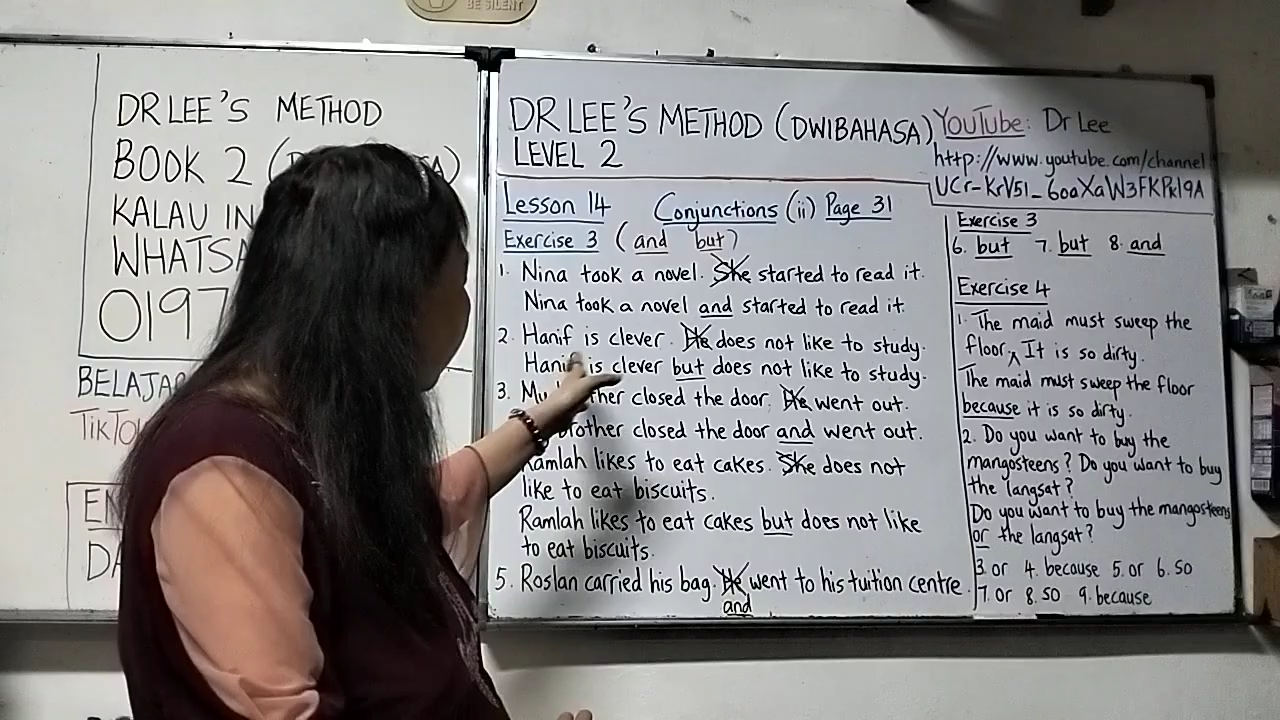 BE SILENT
DR LEE'S METHOD
BOOK 2
KALAU
WHATSA
0197
BELAJAR
TIKTOK
DR LEE'S METHOD (DWIBAHASA)
LEVEL 2
YouTube: Dr Lee
http://www.youtube.com/channel
UCr-KrV51_6oaXaW3FKPkl9A
Lesson 14 Conjunctions (ii) Page 31
Exercise 3 (and but)
1. Nina took a novel. She started to read it.
Nina took a novel and started to read it.
2. Hanif is clever. He does not like to study.
Hanif is clever but does not like to study.
3. My brother closed the door. He went out.
brother closed the door and went out.
Ramlah likes to eat cakes. She does not
like to eat biscuits.
Ramlah likes to eat cakes but does not like
to eat biscuits.
5. Roslan carried his bag. He went to his tuition centre.
and
Exercise 3
6. but 7. but 8. and
Exercise 4
1. The maid must sweep the
floor. It is so dirty.
The maid must sweep the floor
because it is so dirty.
2. Do you want to buy the
mangosteens? Do you want to buy
the langsat?
Do you want to buy the mangosteens
or the langsat?
3 or 4. because 5. or 6. so
7. or 8. so 9. because